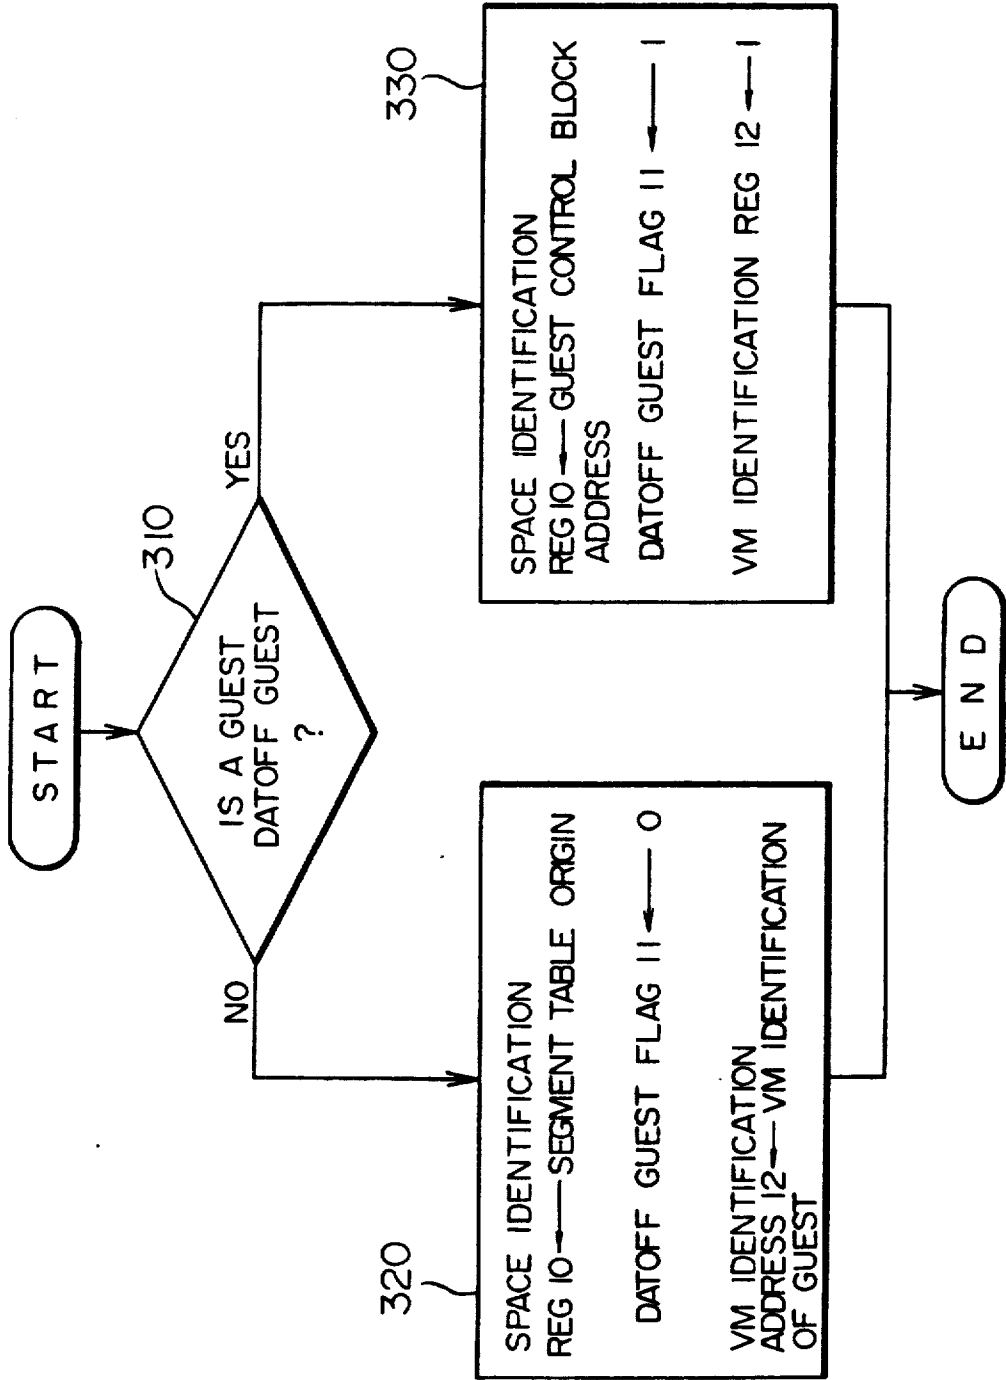 START
310
IS A GUEST
DATOFF GUEST
?
NO
YES
320
SPACE IDENTIFICATION
REG 10 ← SEGMENT TABLE ORIGIN
DATOFF GUEST FLAG 11 ← 0
VM IDENTIFICATION
ADDRESS 12 ← VM IDENTIFICATION
OF GUEST
330
SPACE IDENTIFICATION
REG 10 ← GUEST CONTROL BLOCK
ADDRESS
DATOFF GUEST FLAG 11 ← 1
VM IDENTIFICATION REG 12 ← 1
END